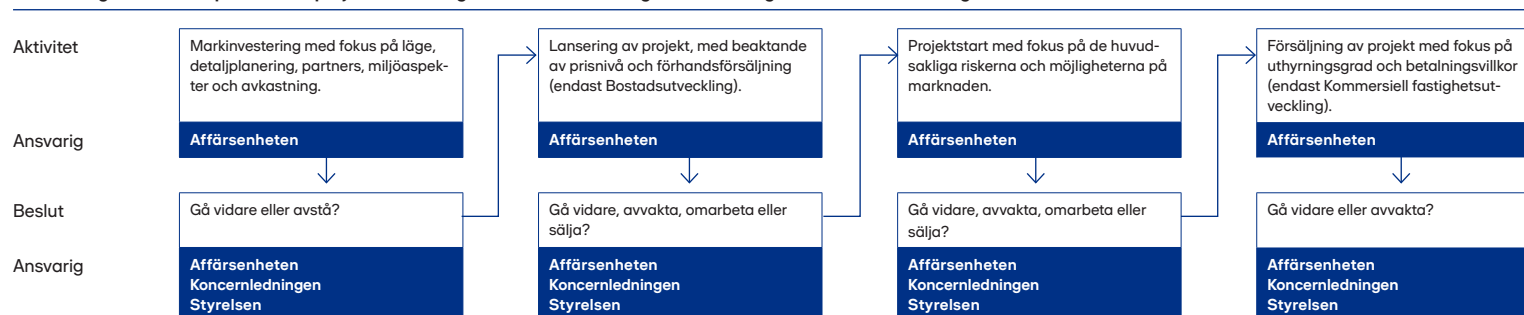 Aktivitet
Markinvestering med fokus på läge,
detaljplanering, partners, miljöaspek-
ter och avkastning.
Lansering av projekt, med beaktande
av prisnivå och förhandsförsäljning
(endast Bostadsutveckling).
Projektstart med fokus på de huvud-
sakliga riskerna och möjligheterna på
marknaden.
Försäljning av projekt med fokus på
uthyrningsgrad och betalningsvillkor
(endast Kommersiell fastighetsut-
veckling).
Ansvarig
Affärsenheten
Affärsenheten
Affärsenheten
Affärsenheten
Beslut
Gå vidare eller avstå?
Gå vidare, avvakta, omarbeta eller
sälja?
Gå vidare, avvakta, omarbeta eller
sälja?
Gå vidare eller avvakta?
Ansvarig
Affärsenheten
Koncernledningen
Styrelsen
Affärsenheten
Koncernledningen
Styrelsen
Affärsenheten
Koncernledningen
Styrelsen
Affärsenheten
Koncernledningen
Styrelsen